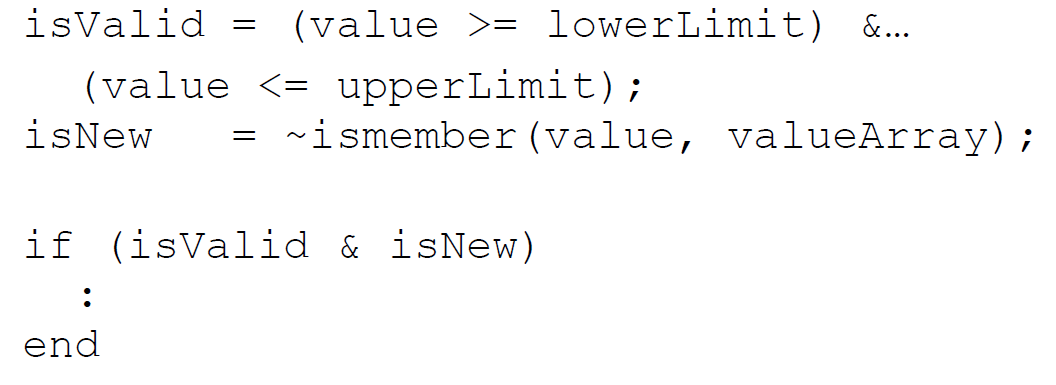 isValid = (value >= lowerLimit) &…
(value <= upperLimit);
isNew   = ~ismember(value, valueArray);
if (isValid & isNew)
:
end